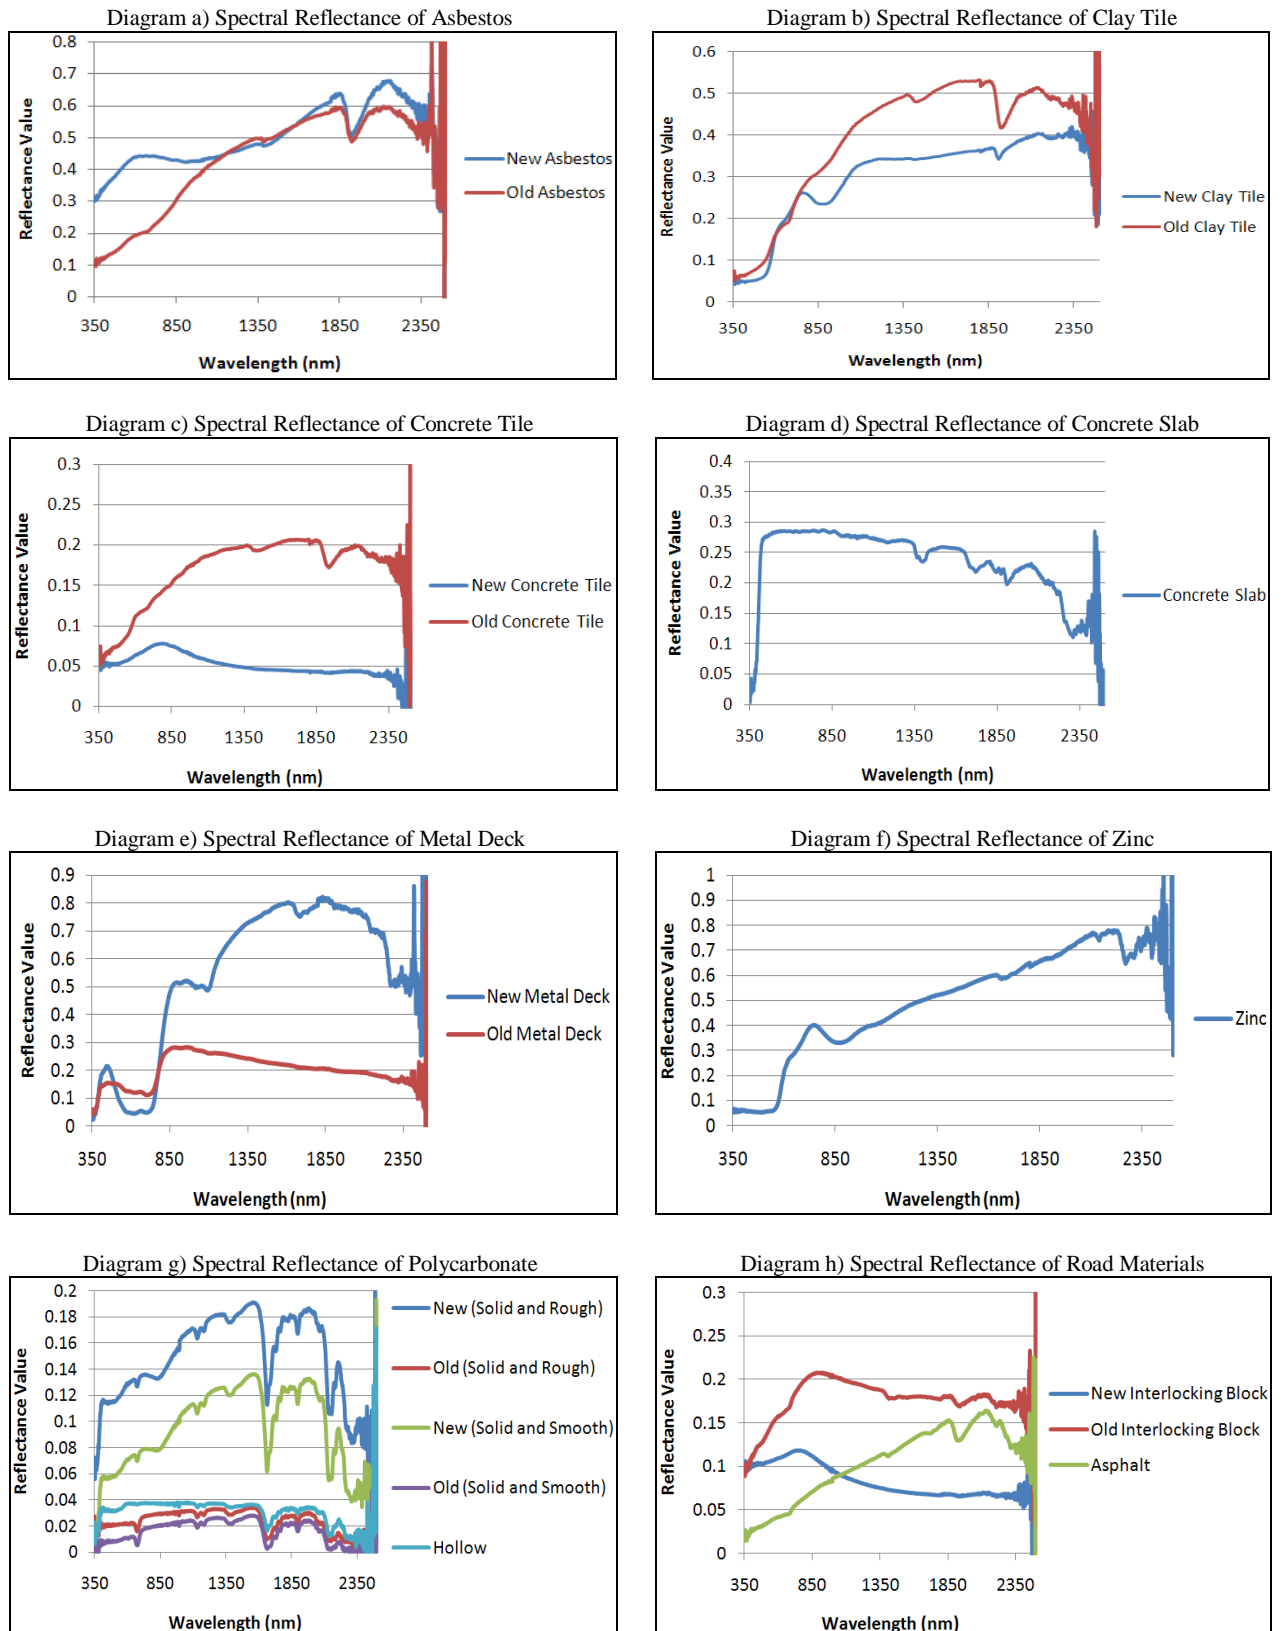 Diagram a) Spectral Reflectance of Asbestos
0.8
0.7
0.6
0.5
0.4
0.3
0.2
0.1
0
Reflectance Value
350 850 1350 1850 2350
Wavelength (nm)
New Asbestos
Old Asbestos
Diagram b) Spectral Reflectance of Clay Tile
0.6
0.5
0.4
0.3
0.2
0.1
0
Reflectance Value
350 850 1350 1850 2350
Wavelength (nm)
New Clay Tile
Old Clay Tile
Diagram c) Spectral Reflectance of Concrete Tile
0.3
0.25
0.2
0.15
0.1
0.05
0
Reflectance Value
350 850 1350 1850 2350
Wavelength (nm)
New Concrete Tile
Old Concrete Tile
Diagram d) Spectral Reflectance of Concrete Slab
0.4
0.35
0.3
0.25
0.2
0.15
0.1
0.05
0
Reflectance Value
350 850 1350 1850 2350
Wavelength (nm)
Concrete Slab
Diagram e) Spectral Reflectance of Metal Deck
0.9
0.8
0.7
0.6
0.5
0.4
0.3
0.2
0.1
0
Reflectance Value
350 850 1350 1850 2350
Wavelength (nm)
New Metal Deck
Old Metal Deck
Diagram f) Spectral Reflectance of Zinc
1
0.9
0.8
0.7
0.6
0.5
0.4
0.3
0.2
0.1
0
Reflectance Value
350 850 1350 1850 2350
Wavelength (nm)
Zinc
Diagram g) Spectral Reflectance of Polycarbonate
0.2
0.18
0.16
0.14
0.12
0.1
0.08
0.06
0.04
0.02
0
Reflectance Value
350 850 1350 1850 2350
Wavelength (nm)
New (Solid and Rough)
Old (Solid and Rough)
New (Solid and Smooth)
Old (Solid and Smooth)
Hollow
Diagram h) Spectral Reflectance of Road Materials
0.3
0.25
0.2
0.15
0.1
0.05
0
Reflectance Value
350 850 1350 1850 2350
Wavelength (nm)
New Interlocking Block
Old Interlocking Block
Asphalt